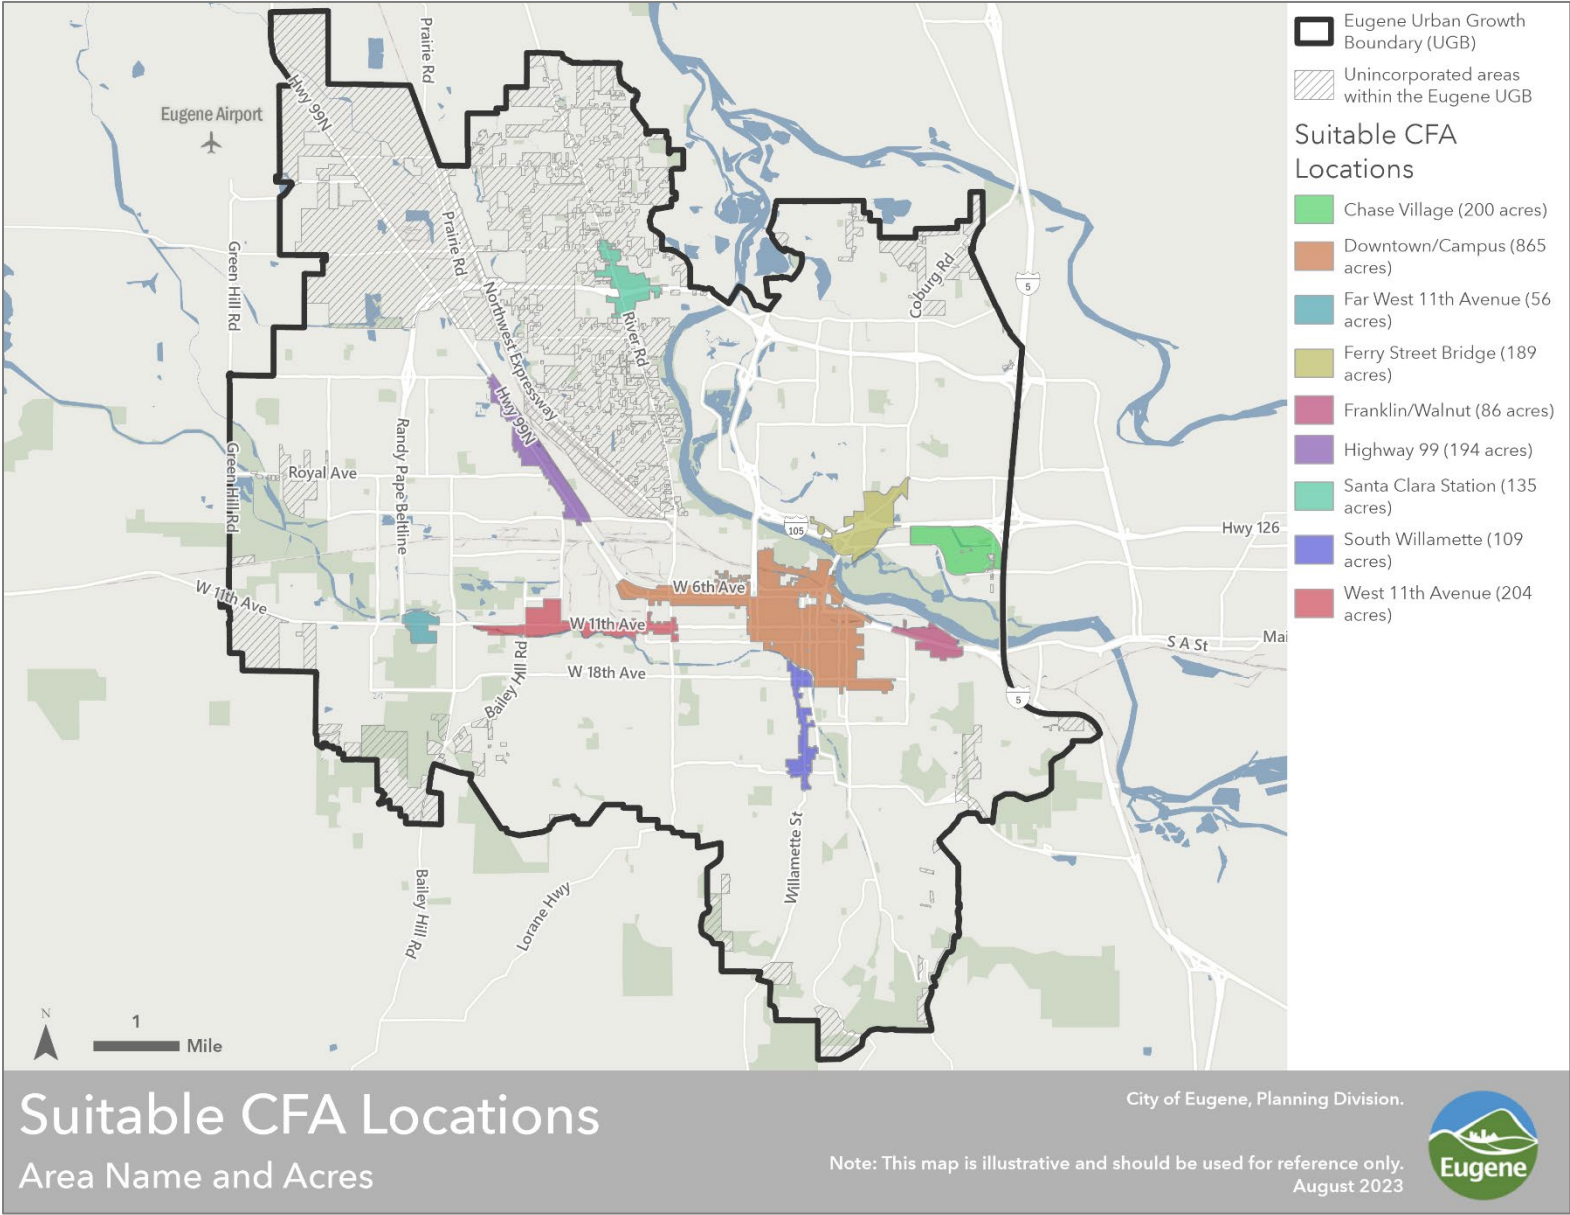 Eugene Urban Growth
Boundary (UGB)
Unincorporated areas
within the Eugene UGB
Suitable CFA
Locations
Chase Village (200 acres)
Downtown/Campus (865
acres)
Far West 11th Avenue (56
acres)
Ferry Street Bridge (189
acres)
Franklin/Walnut (86 acres)
Highway 99 (194 acres)
Santa Clara Station (135
acres)
South Willamette (109
acres)
West 11th Avenue (204
acres)
Prairie Rd
Hwy 99N
Eugene Airport
Green Hill Rd
Prairie Rd
Coburg Rd
5
Northwest Expressway
River Rd
Hwy 99N
Randy Pape Beltline
Green Hill Rd
Royal Ave
105
Hwy 126
W 11th Ave
W 6th Ave
W 11th Ave
S A St
Mai
W 18th Ave
Bailey Hill Rd
5
Willamette St
Bailey Hill Rd
Lorane Hwy
N
1
Mile
Suitable CFA Locations
Area Name and Acres
City of Eugene, Planning Division.
Note: This map is illustrative and should be used for reference only.
August 2023
Eugene